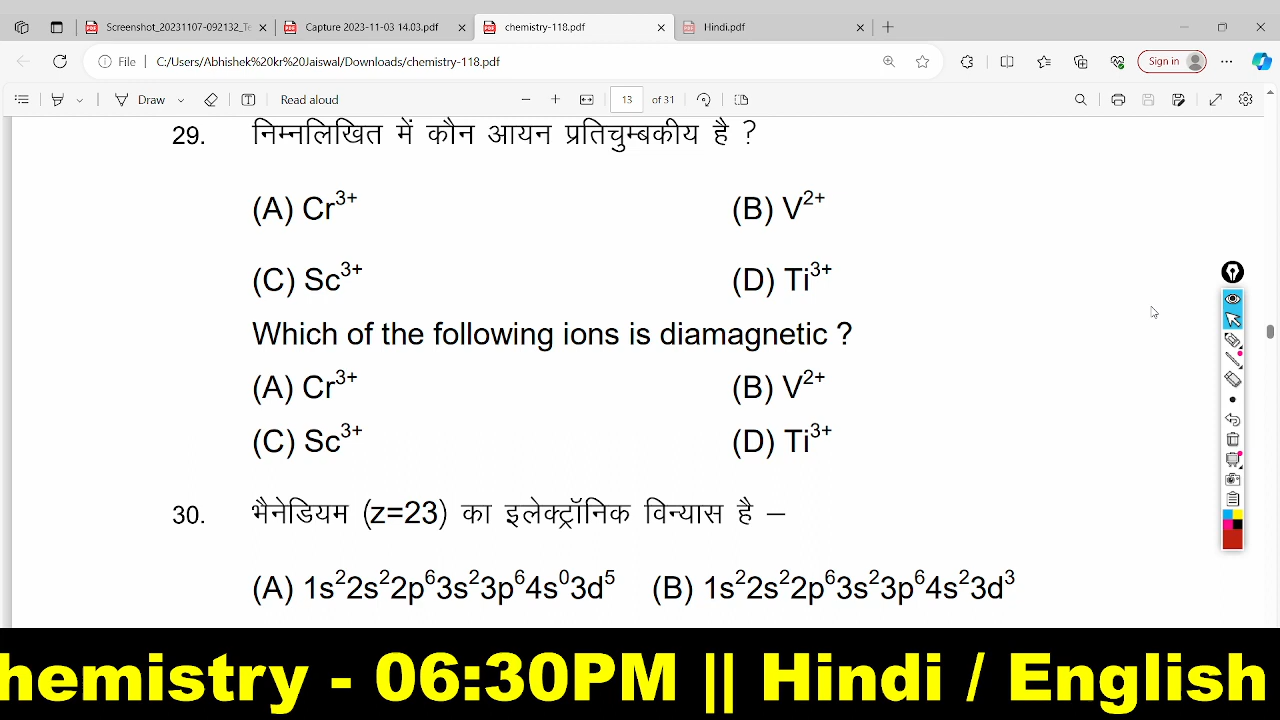 Screenshot_20231107-092132_Te
Capture 2023-11-03 14.03.pdf
chemistry-118.pdf
Hindi.pdf
File C:/Users/Abhishek%20kr%20Jaiswal/Downloads/chemistry-118.pdf
Sign in
Draw
Read aloud
13 of 31
29. निम्नलिखित में कौन आयन प्रतिचुम्बकीय है ?
(A) Cr³⁺ (B) V²⁺
(C) Sc³⁺ (D) Ti³⁺
Which of the following ions is diamagnetic ?
(A) Cr³⁺ (B) V²⁺
(C) Sc³⁺ (D) Ti³⁺
30. भैनेडियम (z=23) का इलेक्ट्रॉनिक विन्यास है –
(A) 1s²2s²2p⁶3s²3p⁶4s⁰3d⁵ (B) 1s²2s²2p⁶3s²3p⁶4s²3d³
hemistry - 06:30PM || Hindi / English